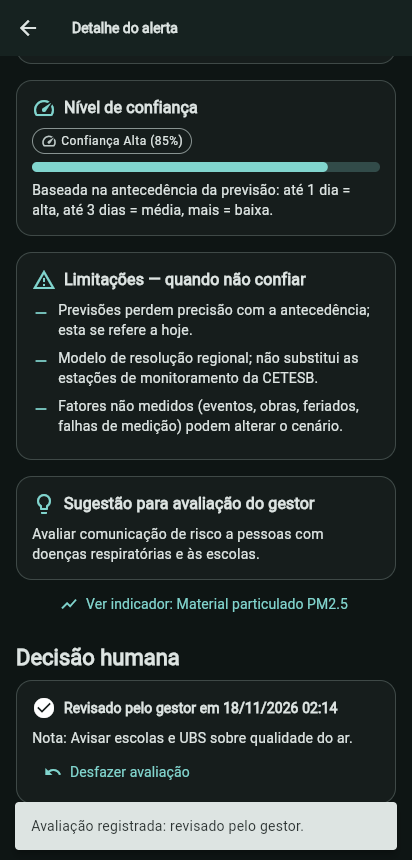 Detalhe do alerta
Nível de confiança
Confiança Alta (85%)
Baseada na antecedência da previsão: até 1 dia =
alta, até 3 dias = média, mais = baixa.
Limitações — quando não confiar
— Previsões perdem precisão com a antecedência;
esta se refere a hoje.
— Modelo de resolução regional; não substitui as
estações de monitoramento da CETESB.
— Fatores não medidos (eventos, obras, feriados,
falhas de medição) podem alterar o cenário.
Sugestão para avaliação do gestor
Avaliar comunicação de risco a pessoas com
doenças respiratórias e às escolas.
Ver indicador: Material particulado PM2.5
Decisão humana
Revisado pelo gestor em 18/11/2026 02:14
Nota: Avisar escolas e UBS sobre qualidade do ar.
Desfazer avaliação
Avaliação registrada: revisado pelo gestor.